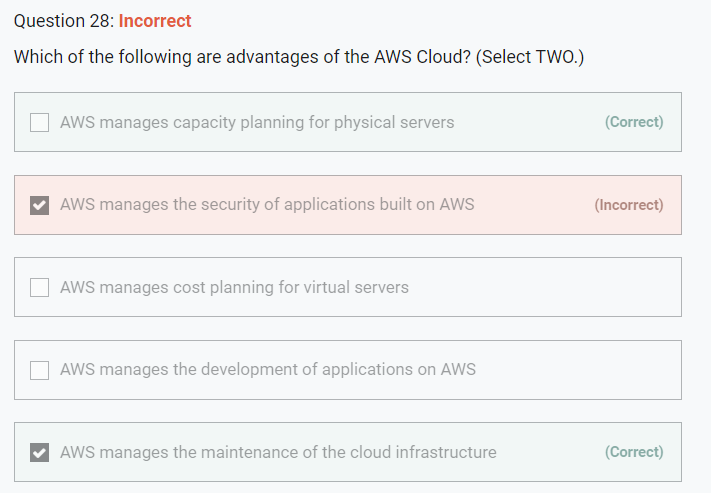 Question 28: Incorrect
Which of the following are advantages of the AWS Cloud? (Select TWO.)
AWS manages capacity planning for physical servers (Correct)
AWS manages the security of applications built on AWS (Incorrect)
AWS manages cost planning for virtual servers
AWS manages the development of applications on AWS
AWS manages the maintenance of the cloud infrastructure (Correct)